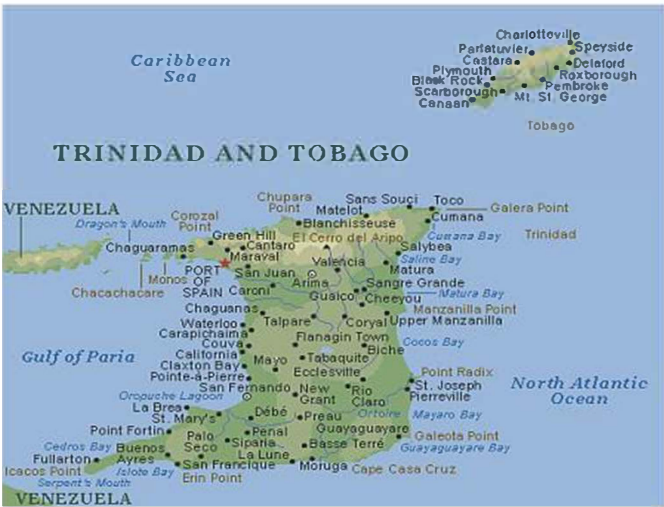 Charlotteville
Caribbean
Sea
Parlatuvier
Speyside
Castara
Delaford
Plymouth
Roxborough
Black Rock
Pembroke
Scarborough
Mt. St. George
Canaan
Tobago
TRINIDAD AND TOBAGO
Chupara
Point
Sans Souci
Toco
VENEZUELA
Corozal
Point
Matelot
Galera Point
Dragon's Mouth
Blanchisseuse
Cumana
Green Hill
El Cerro del Aripo
Cumana Bay
Trinidad
Chaguaramas
Cantaro
Salybea
Maraval
Valencia
Saline Bay
PORT
OF
SPAIN
San Juan
Matura
Monos
Arima
Sangre Grande
Chacachacare
Caroni
Guaico
Cheeyou
Matura Bay
Manzanilla Point
Chaguanas
Talpare
Coryal
Upper Manzanilla
Waterloo
Carapichaima
Flanagin Town
Couva
Biche
Cocos Bay
Gulf of Paria
California
Mayo
Tabaquite
Claxton Bay
Ecclesville
Point Radix
Pointe-à-Pierre
St. Joseph
North Atlantic
Ocean
San Fernando
New
Grant
Rio
Claro
Pierreville
Oropuche Lagoon
La Brea
Débé
Preau
Ortoire
Mayaro Bay
St. Mary's
Point Fortin
Penal
Guayaguayare
Galeota Point
Palo
Seco
Siparia
Basse Terré
Guayaguayare Bay
Cedros Bay
Buenos
Ayres
La Lune
Fullarton
San Francique
Moruga
Cape Casa Cruz
Icacos Point
Islote Bay
Erin Point
Serpent's Mouth
VENEZUELA